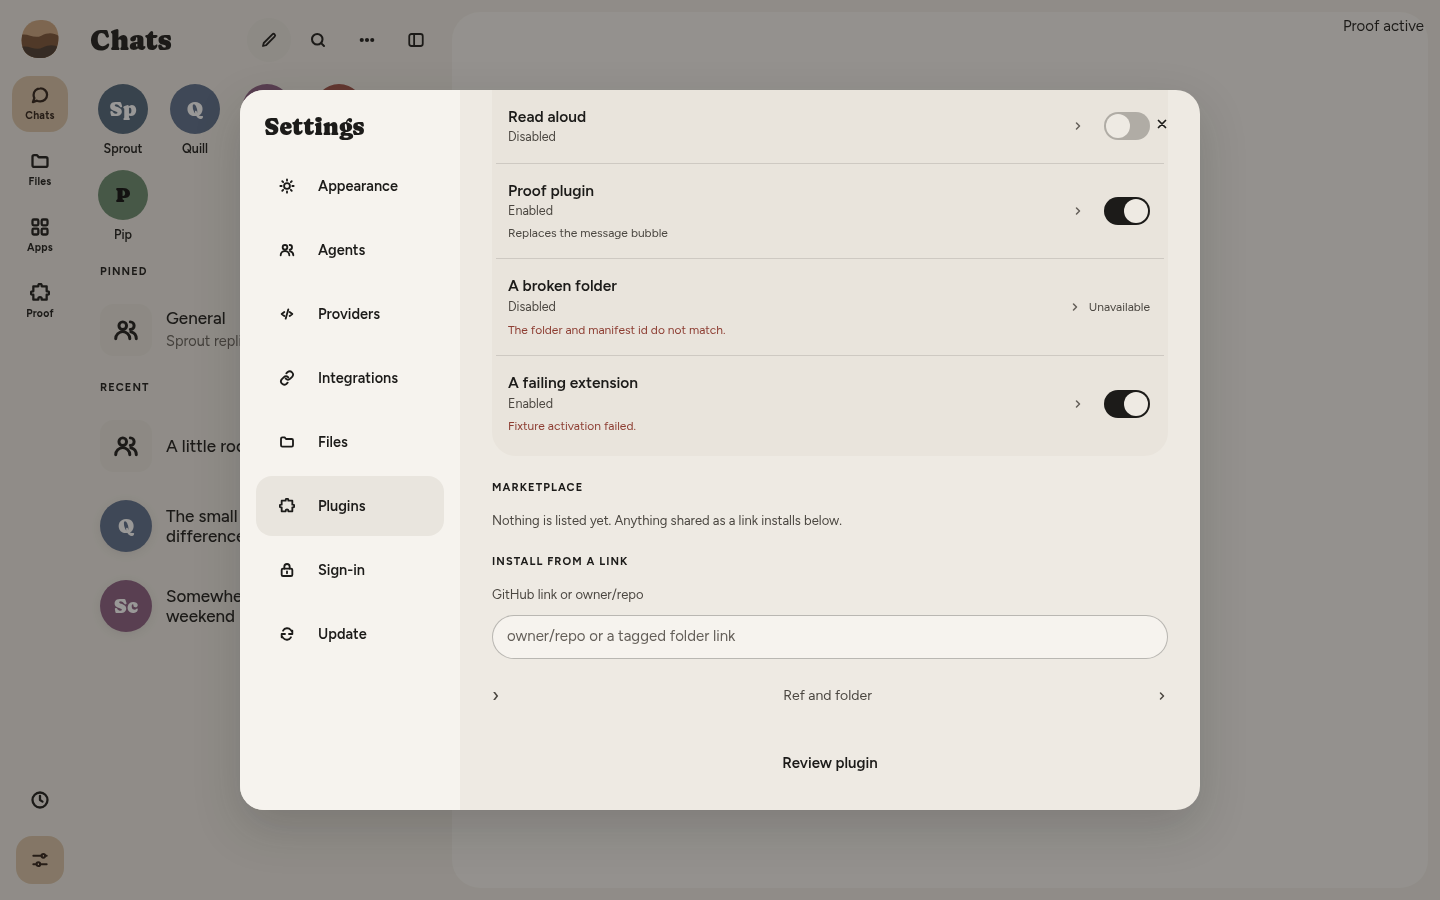 Chats
Proof active
Chats
Files
Apps
Proof
Sp
Sprout
Q
Quill
P
Pip
PINNED
General
Sprout repli
RECENT
A little roo
Q
The small
difference
Sc
Somewhe
weekend
Settings
Appearance
Agents
Providers
Integrations
Files
Plugins
Sign-in
Update
Read aloud
Disabled
Proof plugin
Enabled
Replaces the message bubble
A broken folder
Disabled
The folder and manifest id do not match.
Unavailable
A failing extension
Enabled
Fixture activation failed.
MARKETPLACE
Nothing is listed yet. Anything shared as a link installs below.
INSTALL FROM A LINK
GitHub link or owner/repo
owner/repo or a tagged folder link
Ref and folder
Review plugin